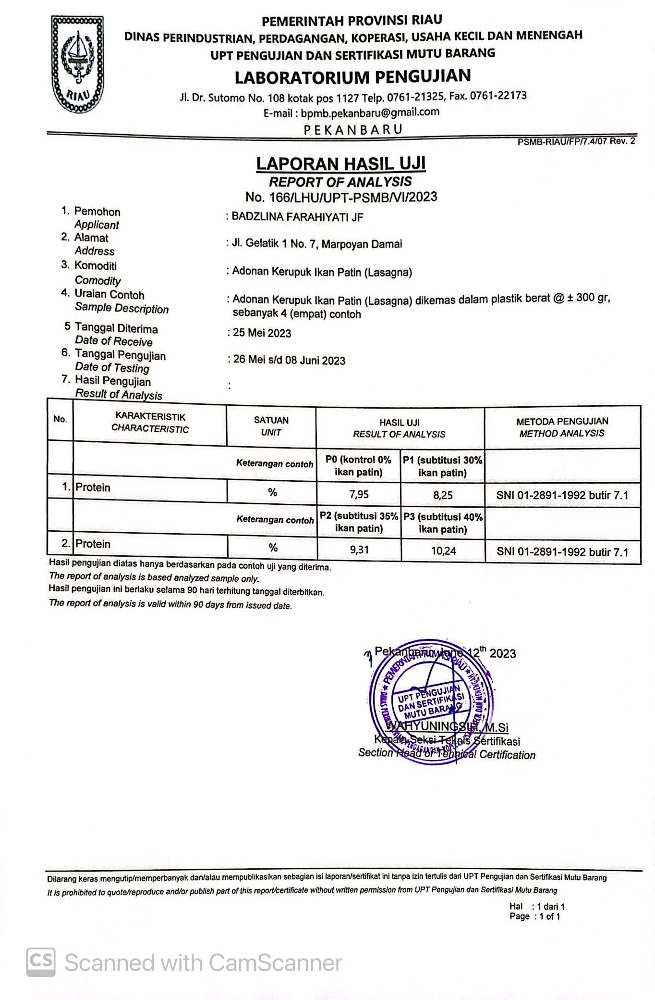 PEMERINTAH PROVINSI RIAU
DINAS PERINDUSTRIAN, PERDAGANGAN, KOPERASI, USAHA KECIL DAN MENENGAH
UPT PENGUJIAN DAN SERTIFIKASI MUTU BARANG
LABORATORIUM PENGUJIAN
Jl. Dr. Sutomo No. 108 kotak pos 1127 Telp. 0761-21325, Fax. 0761-22173
E-mail : bpmb.pekanbaru@gmail.com
PEKANBARU
RIAU
PSMB-RIAU/FP/7.4/07 Rev. 2
LAPORAN HASIL UJI
REPORT OF ANALYSIS
No. 166/LHU/UPT-PSMB/VI/2023
1. Pemohon : BADZLINA FARAHIYATI JF
Applicant
2. Alamat : Jl. Gelatik 1 No. 7, Marpoyan Damai
Address
3. Komoditi : Adonan Kerupuk Ikan Patin (Lasagna)
Comodity
4. Uraian Contoh : Adonan Kerupuk Ikan Patin (Lasagna) dikemas dalam plastik berat @ ± 300 gr,
Sample Description sebanyak 4 (empat) contoh
5 Tanggal Diterima : 25 Mei 2023
Date of Receive
6. Tanggal Pengujian : 26 Mei s/d 08 Juni 2023
Date of Testing
7. Hasil Pengujian :
Result of Analysis
No. KARAKTERISTIK SATUAN HASIL UJI METODA PENGUJIAN
CHARACTERISTIC UNIT RESULT OF ANALYSIS METHOD ANALYSIS
Keterangan contoh P0 (kontrol 0% P1 (subtitusi 30%
ikan patin) ikan patin)
1. Protein % 7,95 8,25 SNI 01-2891-1992 butir 7.1
Keterangan contoh P2 (subtitusi 35% P3 (subtitusi 40%
ikan patin) ikan patin)
2. Protein % 9,31 10,24 SNI 01-2891-1992 butir 7.1
Hasil pengujian diatas hanya berdasarkan pada contoh uji yang diterima.
The report of analysis is based analyzed sample only.
Hasil pengujian ini berlaku selama 90 hari terhitung tanggal diterbitkan.
The report of analysis is valid within 90 days from issued date.
Pekanbaru, June 12th 2023
PEMERINTAH PROVINSI RIAU
UPT PENGUJIAN
DAN SERTIFIKASI
MUTU BARANG
WAHYUNINGSIH, M.Si
Kepala Seksi Teknis Sertifikasi
Section Head of Tehnical Certification
Dilarang keras mengutip/memperbanyak dan/atau mempublikasikan sebagian isi laporan/sertifikat ini tanpa izin tertulis dari UPT Pengujian dan Sertifikasi Mutu Barang
It is prohibited to quote/reproduce and/or publish part of this report/certificate without written permission from UPT Pengujian dan Sertifikasi Mutu Barang
Hal : 1 dari 1
Page : 1 of 1
CS Scanned with CamScanner